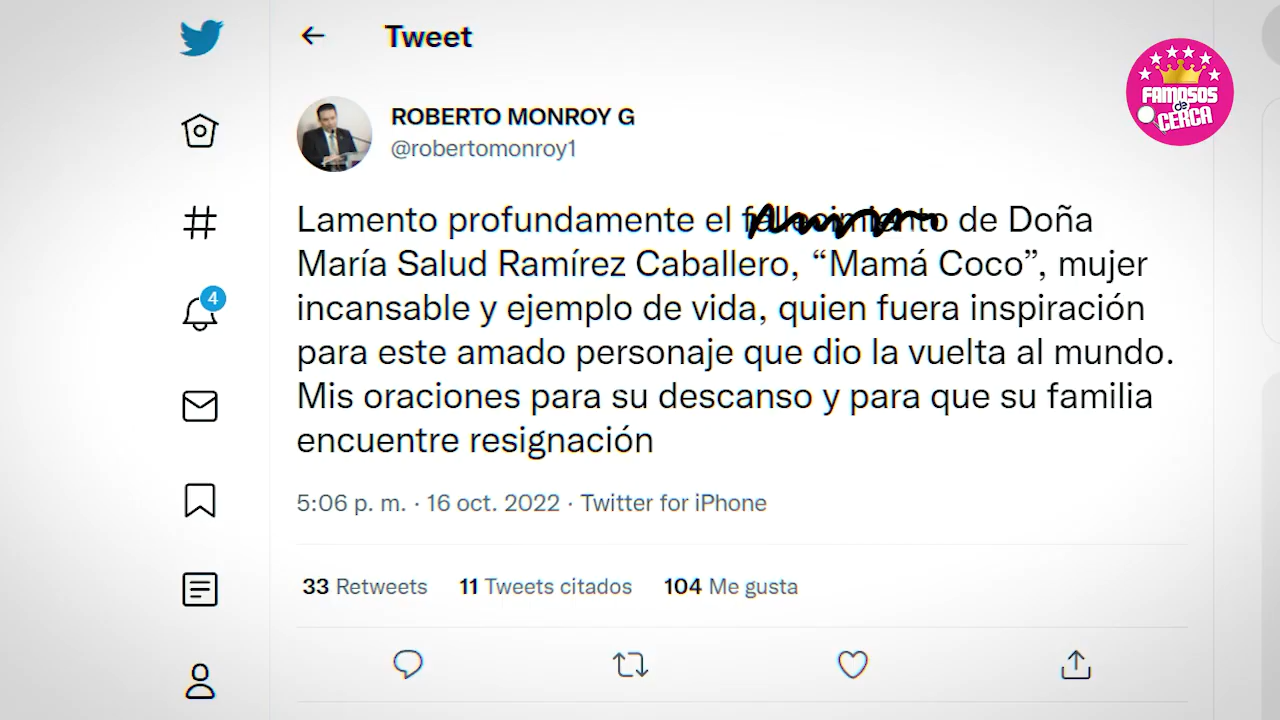 Tweet
FAMOSOS
de
CERCA
ROBERTO MONROY G
@robertomonroy1
Lamento profundamente el fallecimiento de Doña
María Salud Ramírez Caballero, “Mamá Coco”, mujer
incansable y ejemplo de vida, quien fuera inspiración
para este amado personaje que dio la vuelta al mundo.
Mis oraciones para su descanso y para que su familia
encuentre resignación
4
5:06 p. m. · 16 oct. 2022 · Twitter for iPhone
33 Retweets 11 Tweets citados 104 Me gusta